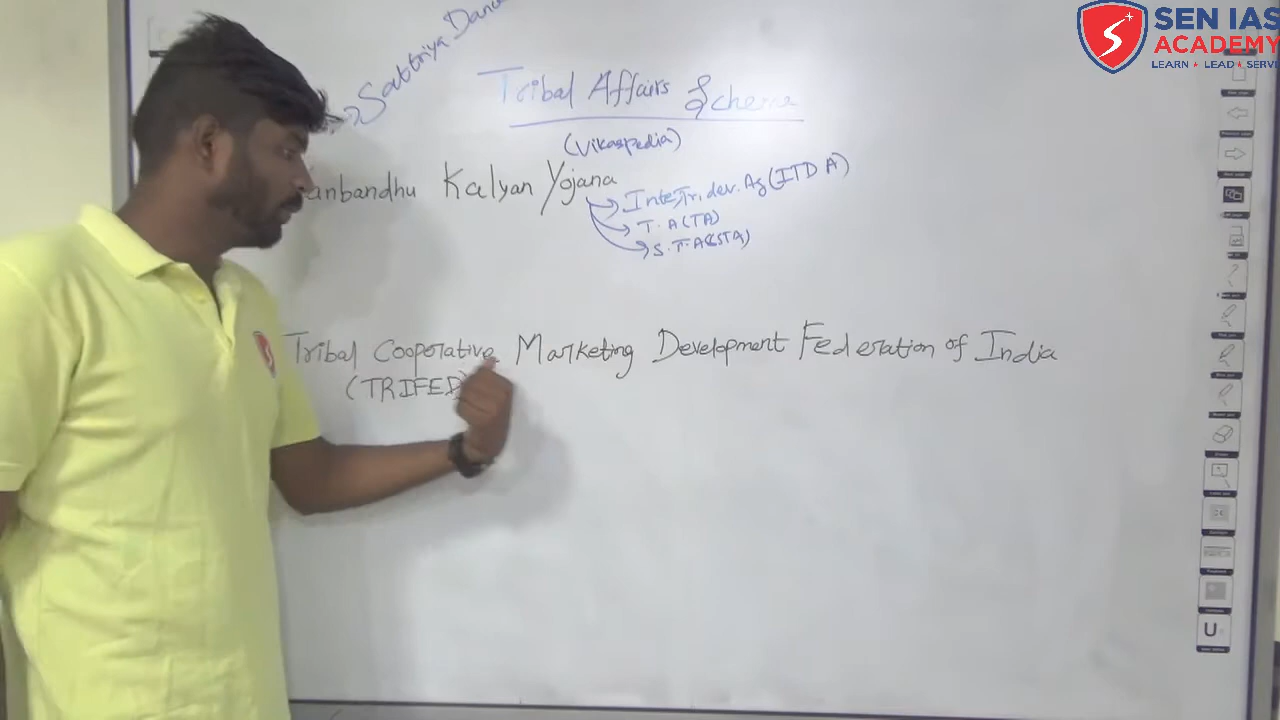 SEN IAS
ACADEMY
LEARN ★ LEAD ★ SERVE
Sattriya Danc
Tribal Affairs Scheme
(Vikaspedia)
anbandhu Kalyan Yojana
Inte.Tri.dev.Ag(ITDA)
T.A(TA)
S.T.A(STA)
Tribal Cooperative Marketing Development Federation of India
(TRIFED)
U